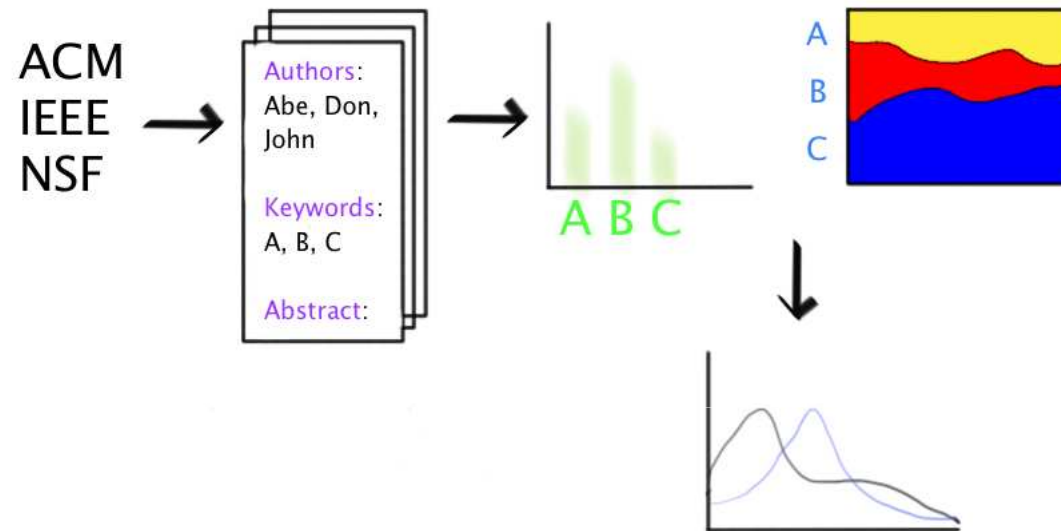 ACM
IEEE
NSF
Authors:
Abe, Don,
John
Keywords:
A, B, C
Abstract:
A B C
A
B
C